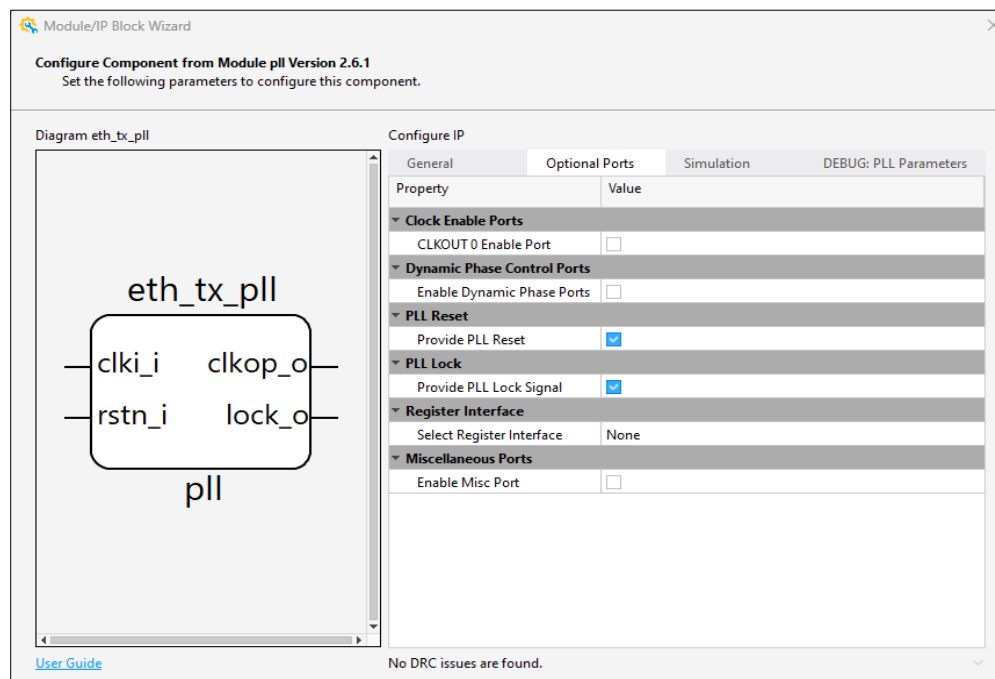 Module/IP Block Wizard
Configure Component from Module pll Version 2.6.1
Set the following parameters to configure this component.
Diagram eth_tx_pll
Configure IP
General Optional Ports Simulation DEBUG: PLL Parameters
Property Value
Clock Enable Ports
CLKOUT 0 Enable Port
Dynamic Phase Control Ports
Enable Dynamic Phase Ports
PLL Reset
Provide PLL Reset
PLL Lock
Provide PLL Lock Signal
Register Interface
Select Register Interface None
Miscellaneous Ports
Enable Misc Port
eth_tx_pll
clki_i clkop_o
rstn_i lock_o
pll
User Guide
No DRC issues are found.